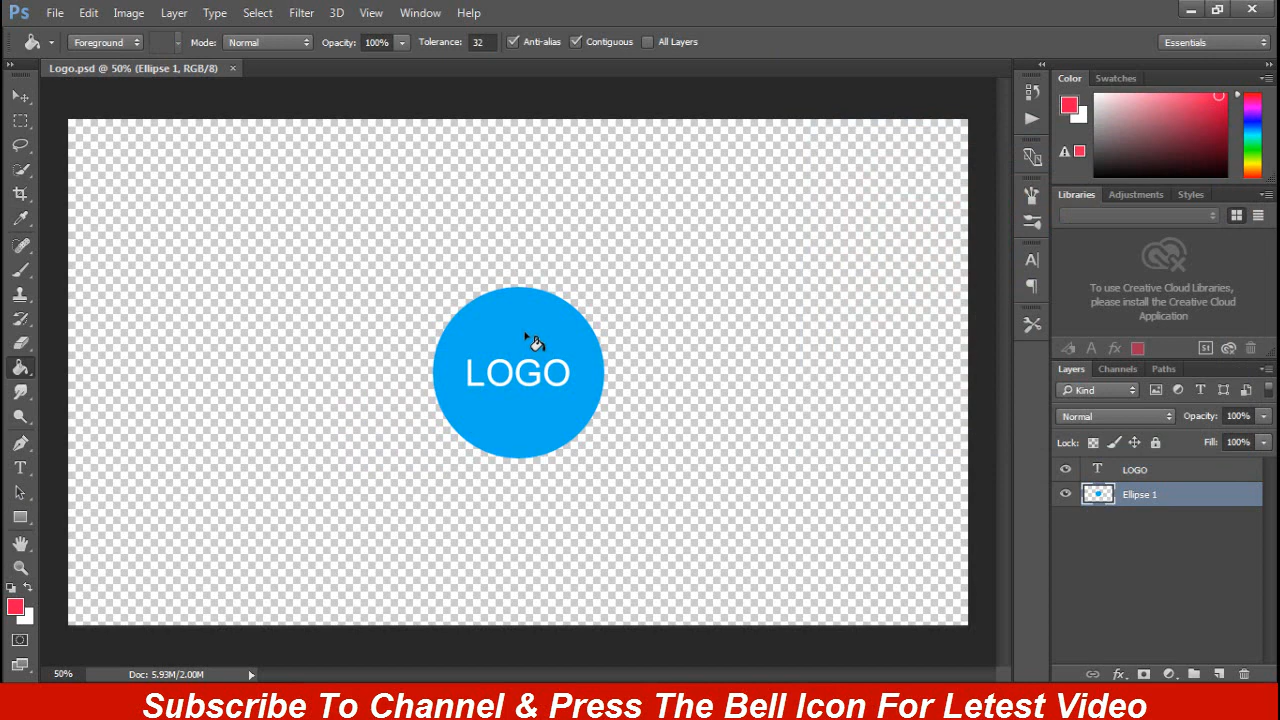 Ps File Edit Image Layer Type Select Filter 3D View Window Help
Foreground Mode: Normal Opacity: 100% Tolerance: 32 Anti-alias Contiguous All Layers Essentials
Logo.psd @ 50% (Ellipse 1, RGB/8) ×
Color Swatches
Libraries Adjustments Styles
To use Creative Cloud Libraries,
please install the Creative Cloud
Application
fx St
Layers Channels Paths
Kind
Normal Opacity: 100%
Lock: Fill: 100%
T LOGO
Ellipse 1
fx
LOGO
50% Doc: 5.93M/2.00M
Subscribe To Channel & Press The Bell Icon For Letest Video